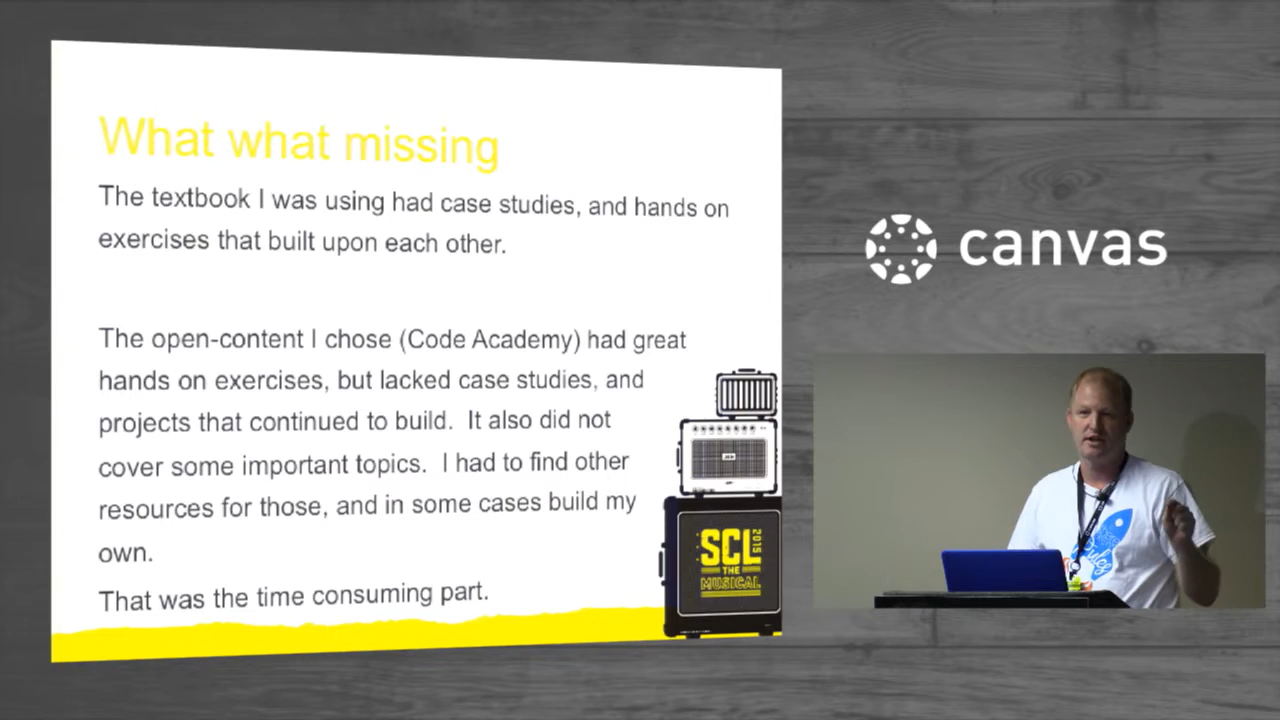 What what missing
The textbook I was using had case studies, and hands on
exercises that built upon each other.
The open-content I chose (Code Academy) had great
hands on exercises, but lacked case studies, and
projects that continued to build. It also did not
cover some important topics. I had to find other
resources for those, and in some cases build my
own.
That was the time consuming part.
SCL
2015
THE
MUSICAL
canvas